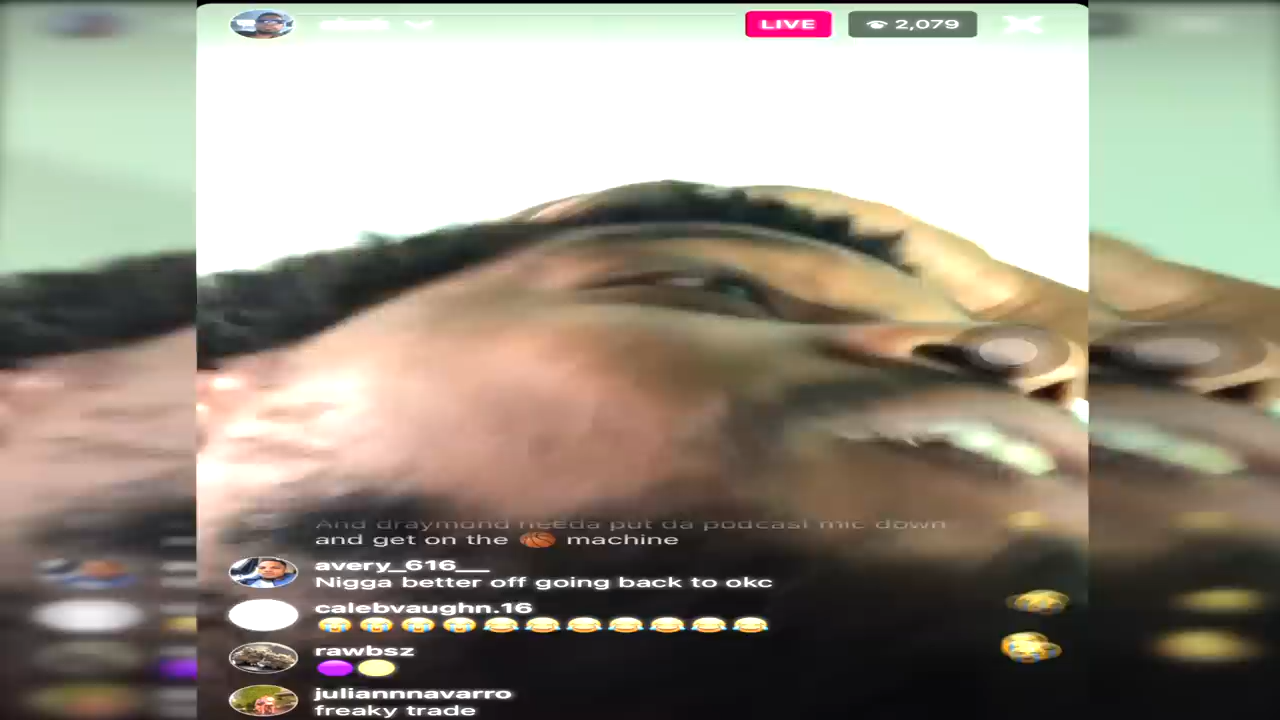 LIVE 2,079
And draymond needa put da podcast mic down
and get on the 🏀 machine
avery_616__
Nigga better off going back to okc
calebvaughn.16
😭😭😭😭😂😂😂😂😂😂😂
rawbsz
🟣🟡
juliannnavarro
freaky trade